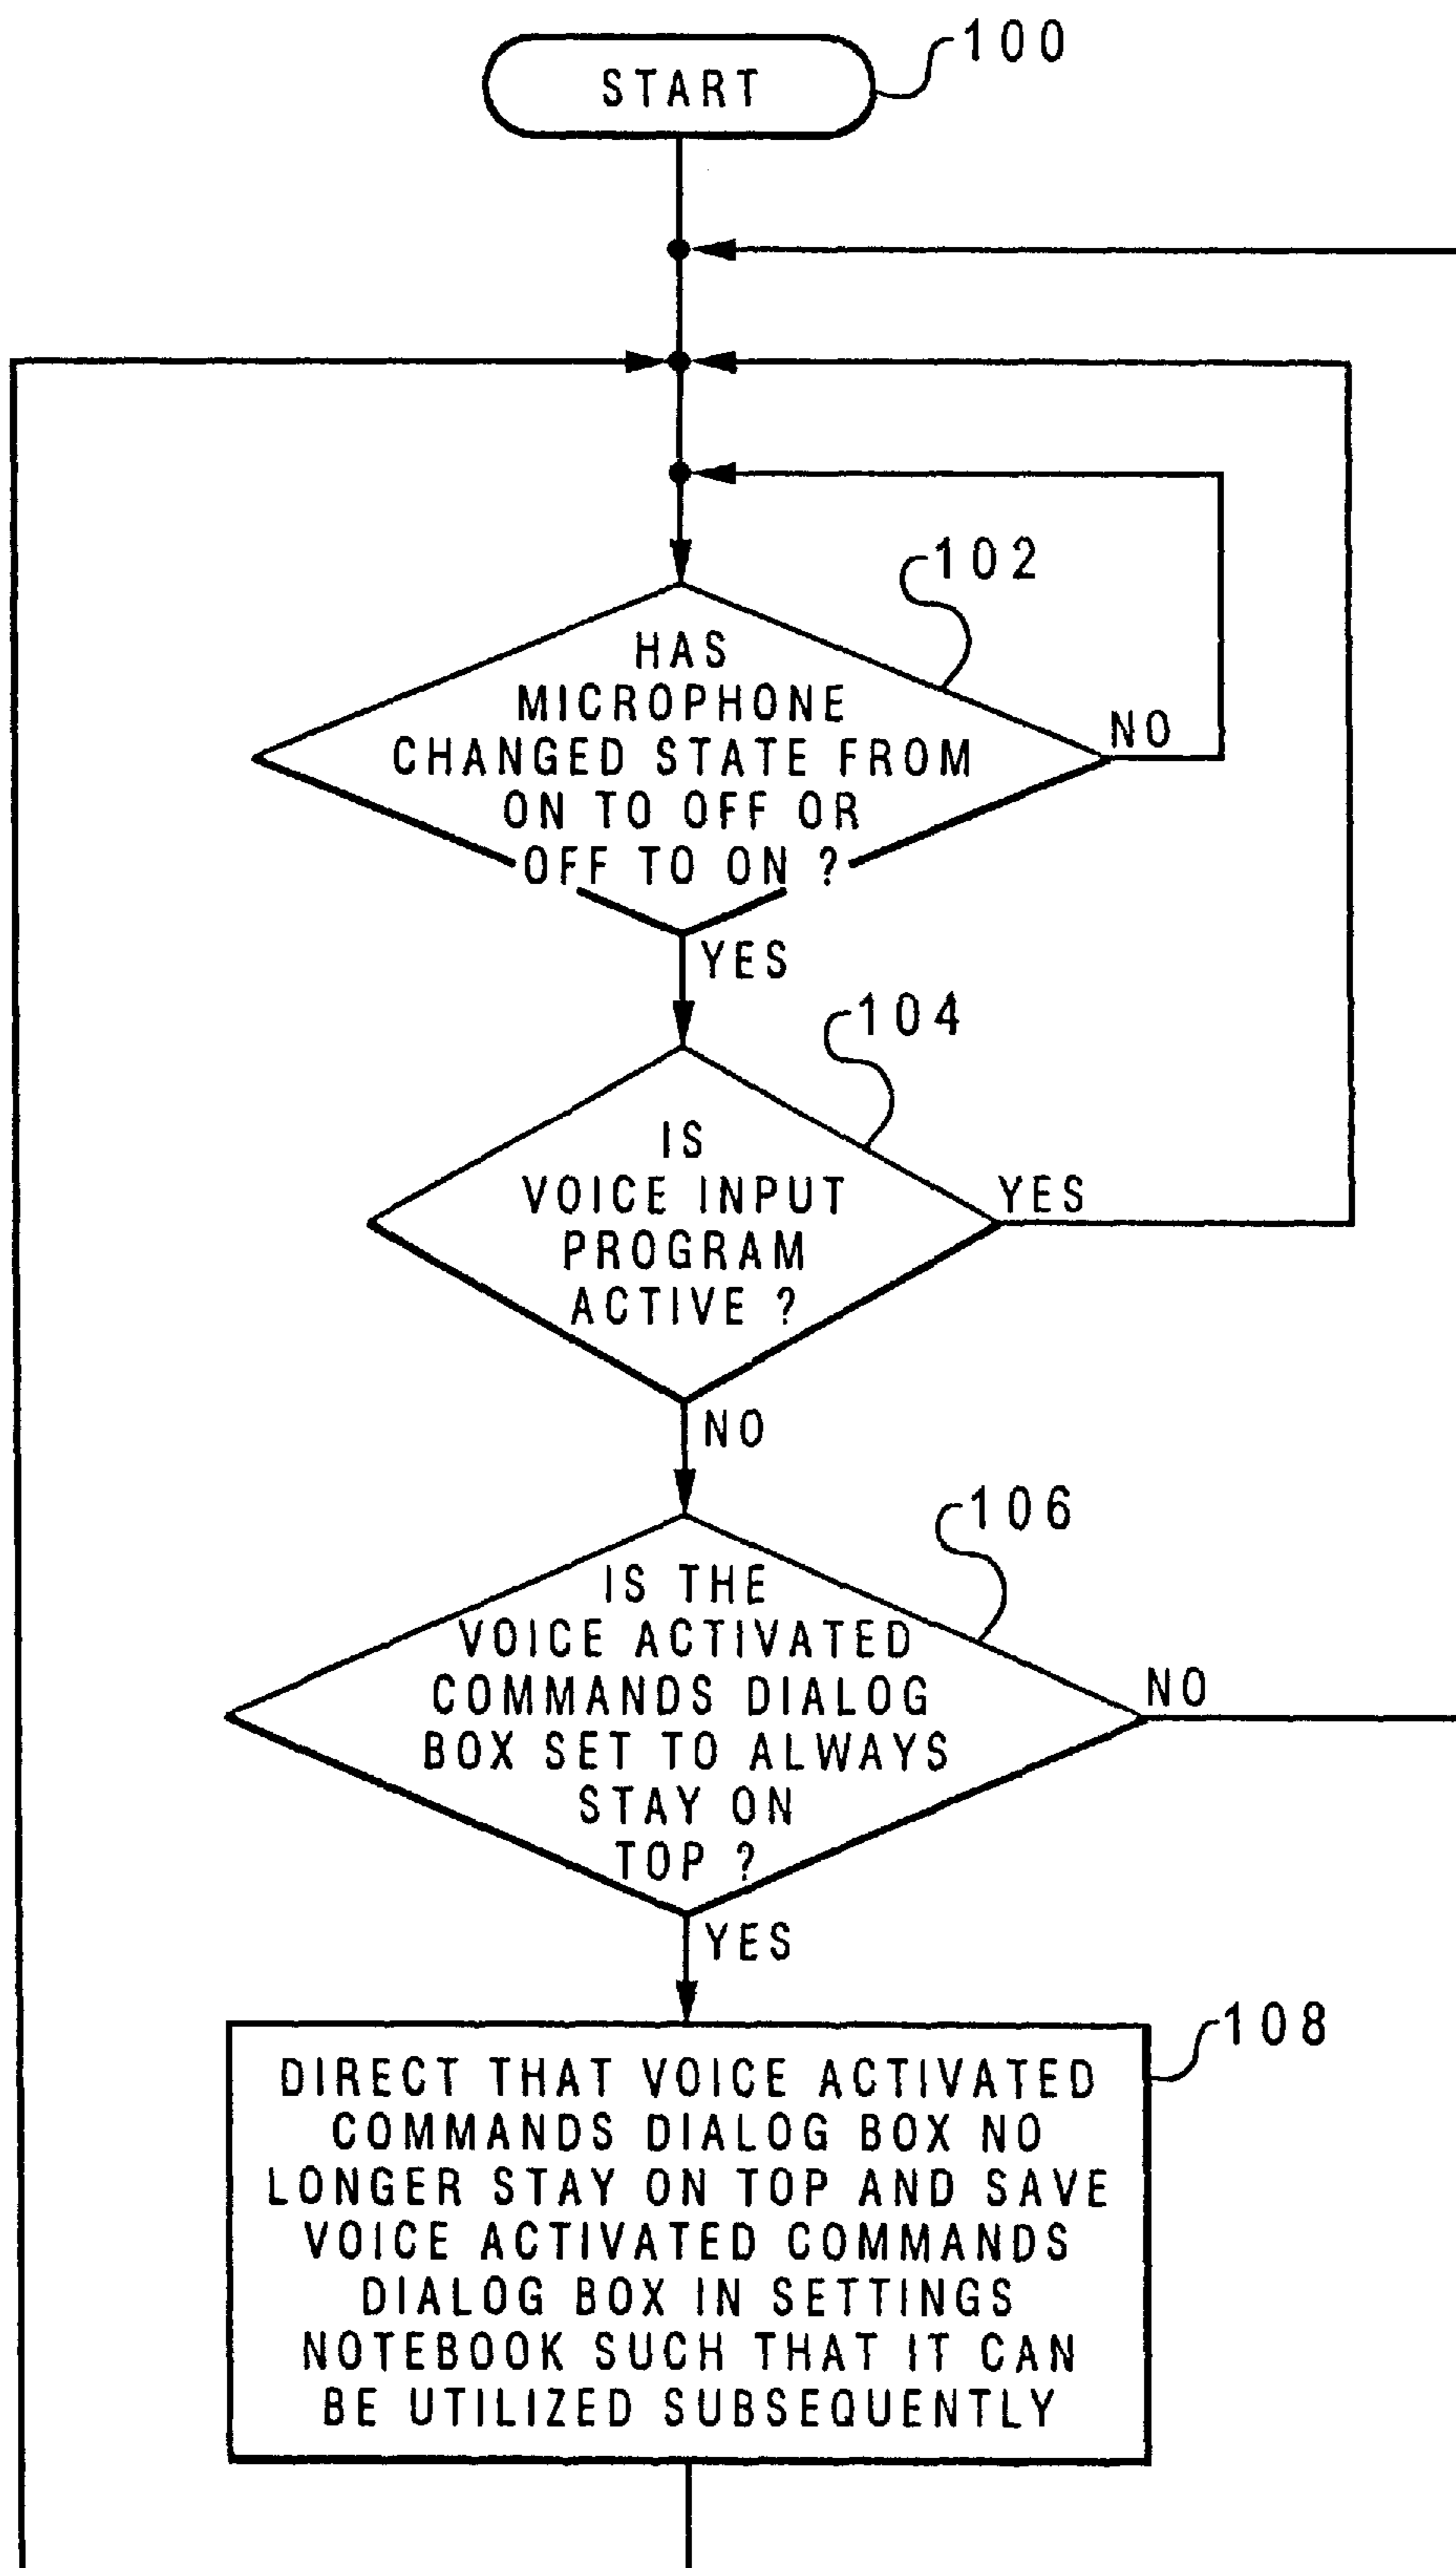 START
100
102
HAS
MICROPHONE
CHANGED STATE FROM
ON TO OFF OR
OFF TO ON ?
NO
YES
104
IS
VOICE INPUT
PROGRAM
ACTIVE ?
YES
NO
106
IS THE
VOICE ACTIVATED
COMMANDS DIALOG
BOX SET TO ALWAYS
STAY ON
TOP ?
NO
YES
108
DIRECT THAT VOICE ACTIVATED
COMMANDS DIALOG BOX NO
LONGER STAY ON TOP AND SAVE
VOICE ACTIVATED COMMANDS
DIALOG BOX IN SETTINGS
NOTEBOOK SUCH THAT IT CAN
BE UTILIZED SUBSEQUENTLY